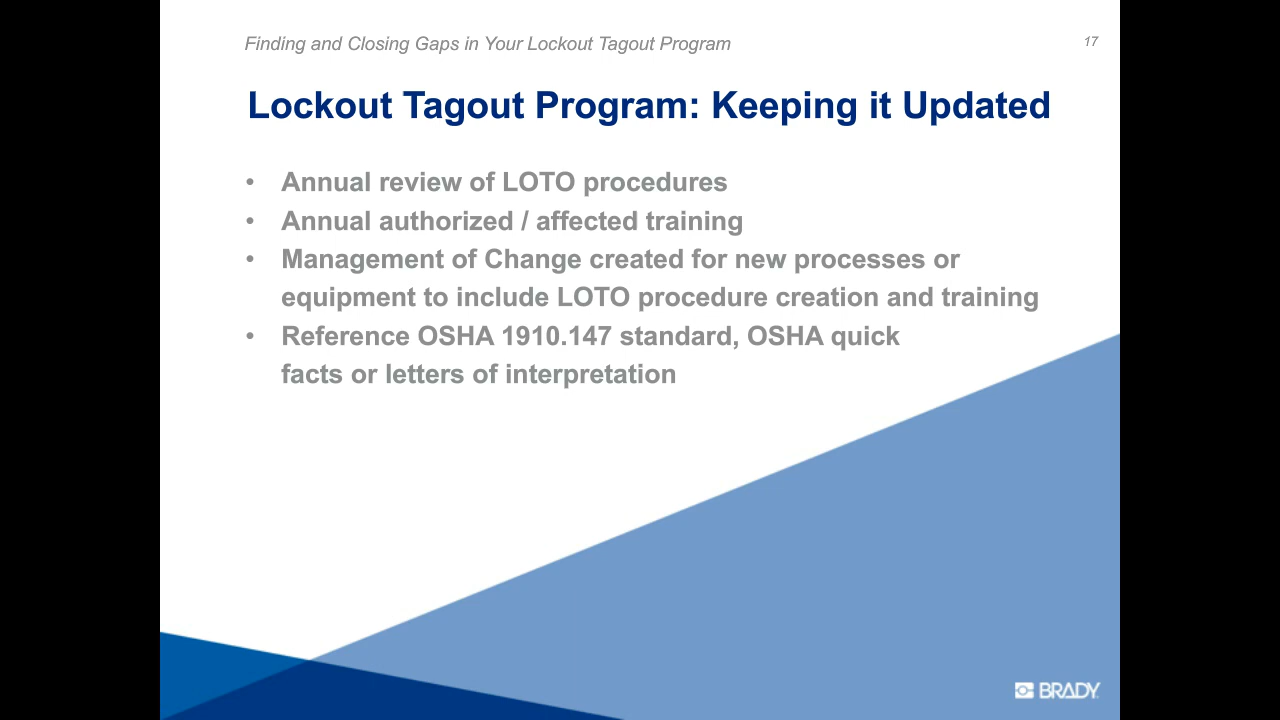 Finding and Closing Gaps in Your Lockout Tagout Program
17
Lockout Tagout Program: Keeping it Updated
• Annual review of LOTO procedures
• Annual authorized / affected training
• Management of Change created for new processes or
equipment to include LOTO procedure creation and training
• Reference OSHA 1910.147 standard, OSHA quick
facts or letters of interpretation
BRADY